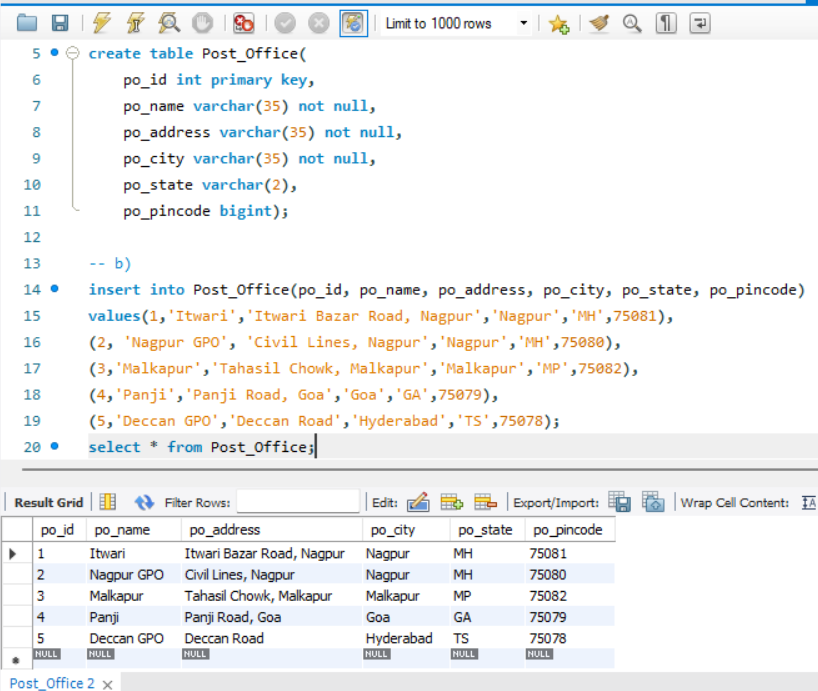 Limit to 1000 rows
5 create table Post_Office(
6 po_id int primary key,
7 po_name varchar(35) not null,
8 po_address varchar(35) not null,
9 po_city varchar(35) not null,
10 po_state varchar(2),
11 po_pincode bigint);
12
13 -- b)
14 insert into Post_Office(po_id, po_name, po_address, po_city, po_state, po_pincode)
15 values(1,'Itwari','Itwari Bazar Road, Nagpur','Nagpur','MH',75081),
16 (2, 'Nagpur GPO', 'Civil Lines, Nagpur','Nagpur','MH',75080),
17 (3,'Malkapur','Tahasil Chowk, Malkapur','Malkapur','MP',75082),
18 (4,'Panji','Panji Road, Goa','Goa','GA',75079),
19 (5,'Deccan GPO','Deccan Road','Hyderabad','TS',75078);
20 select * from Post_Office;
Result Grid Filter Rows: Edit: Export/Import: Wrap Cell Content:
po_id po_name po_address po_city po_state po_pincode
1 Itwari Itwari Bazar Road, Nagpur Nagpur MH 75081
2 Nagpur GPO Civil Lines, Nagpur Nagpur MH 75080
3 Malkapur Tahasil Chowk, Malkapur Malkapur MP 75082
4 Panji Panji Road, Goa Goa GA 75079
5 Deccan GPO Deccan Road Hyderabad TS 75078
NULL NULL NULL NULL NULL NULL
Post_Office 2